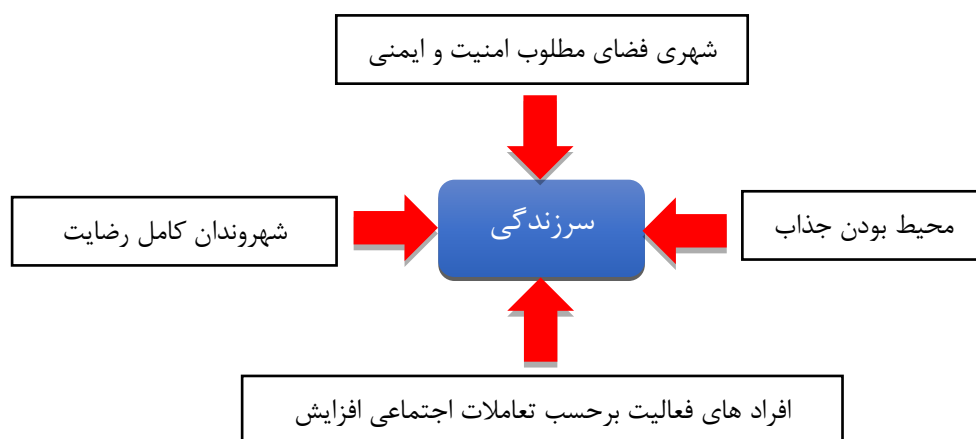 شهری فضای مطلوب امنیت و ایمنی
سرزندگی
محیط بودن جذاب
شهروندان کامل رضایت
افراد های فعالیت برحسب تعاملات اجتماعی افزایش